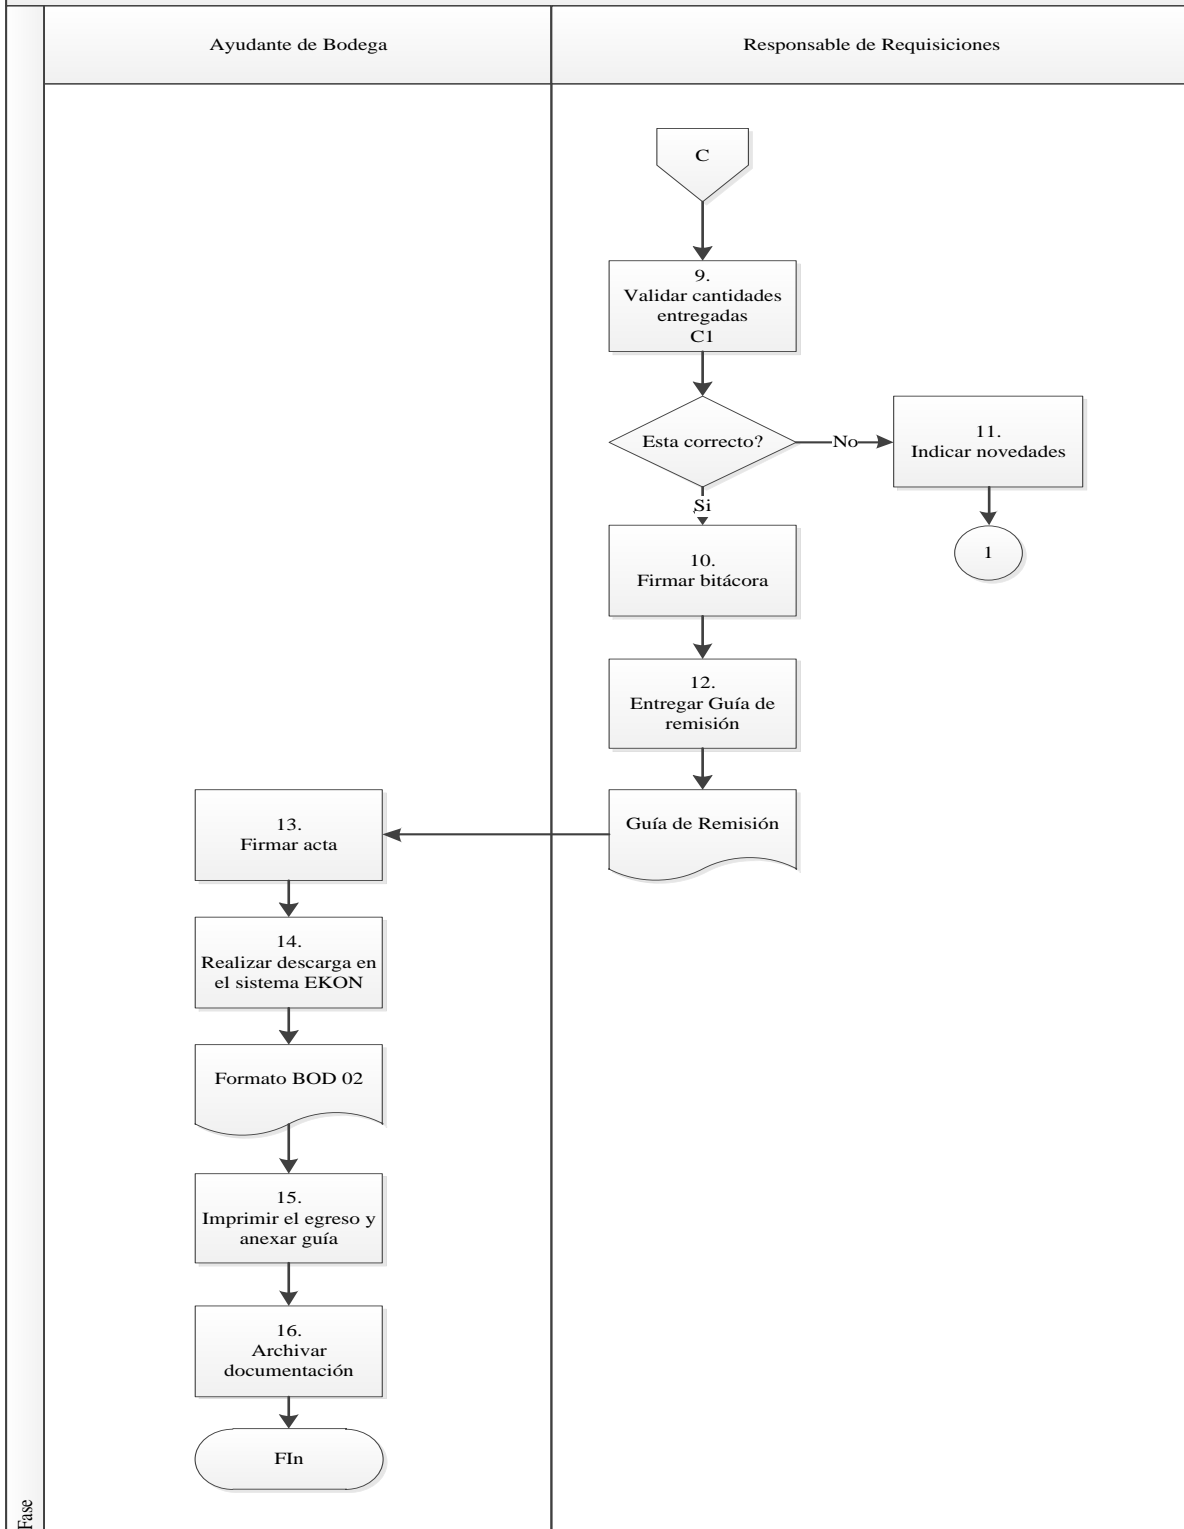 Ayudante de Bodega
Responsable de Requisiciones
C
9.
Validar cantidades
entregadas
C1
Esta correcto?
No
11.
Indicar novedades
1
Si
10.
Firmar bitácora
12.
Entregar Guía de
remisión
Guía de Remisión
13.
Firmar acta
14.
Realizar descarga en
el sistema EKON
Formato BOD 02
15.
Imprimir el egreso y
anexar guía
16.
Archivar
documentación
FIn
Fase